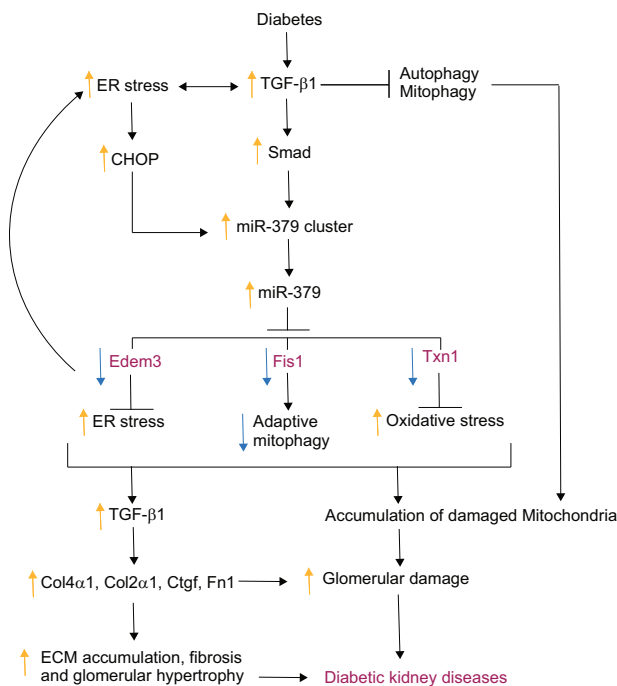 Diabetes
ER stress
TGF-β1
Autophagy
Mitophagy
CHOP
Smad
miR-379 cluster
miR-379
Edem3
Fis1
Txn1
ER stress
Adaptive
mitophagy
Oxidative stress
TGF-β1
Accumulation of damaged Mitochondria
Col4α1, Col2α1, Ctgf, Fn1
Glomerular damage
ECM accumulation, fibrosis
and glomerular hypertrophy
Diabetic kidney diseases